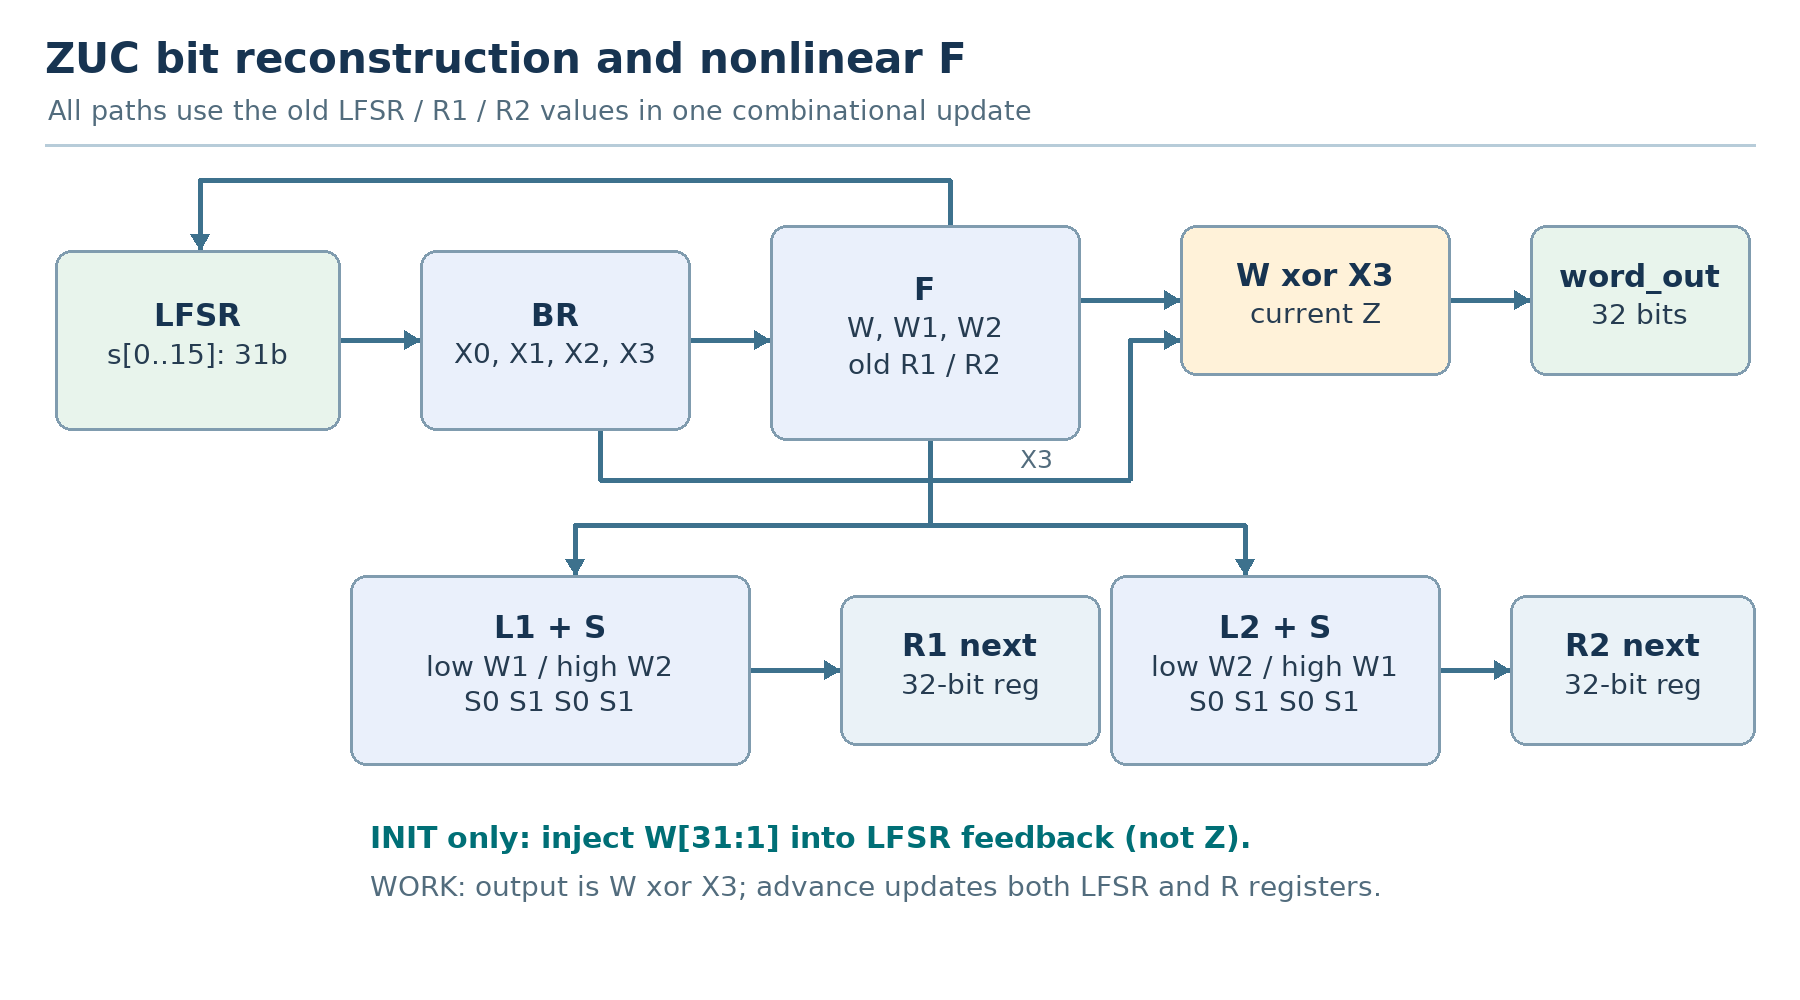 ZUC bit reconstruction and nonlinear F
All paths use the old LFSR / R1 / R2 values in one combinational update
LFSR
s[0..15]: 31b
BR
X0, X1, X2, X3
F
W, W1, W2
old R1 / R2
W xor X3
current Z
word_out
32 bits
X3
L1 + S
low W1 / high W2
S0 S1 S0 S1
R1 next
32-bit reg
L2 + S
low W2 / high W1
S0 S1 S0 S1
R2 next
32-bit reg
INIT only: inject W[31:1] into LFSR feedback (not Z).
WORK: output is W xor X3; advance updates both LFSR and R registers.